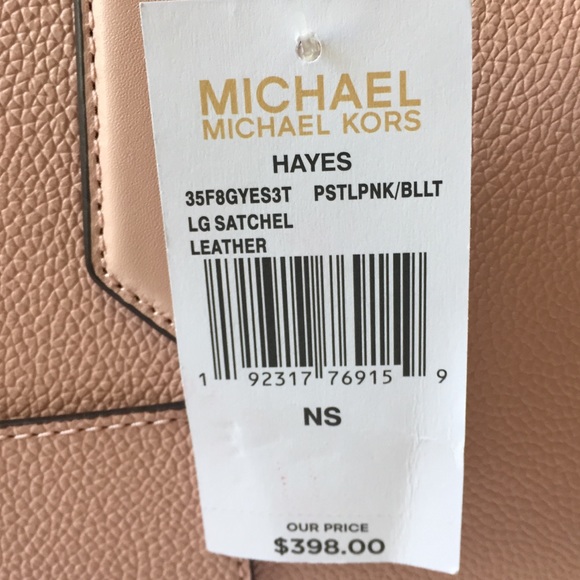 MICHAEL
MICHAEL KORS
HAYES
35F8GYES3T PSTLPNK/BLLT
LG SATCHEL
LEATHER
1 92317 76915 9
NS
OUR PRICE
$398.00